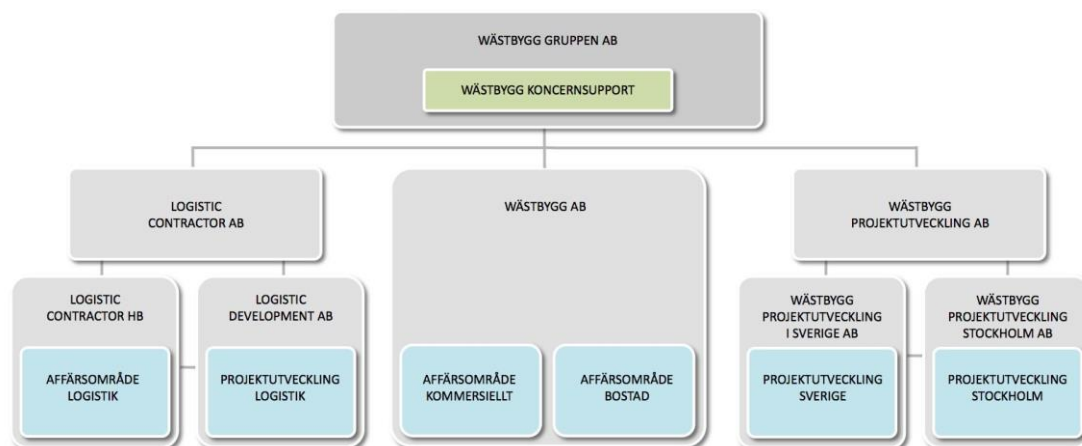 WÄSTBYGG GRUPPEN AB
WÄSTBYGG KONCERNSUPPORT
LOGISTIC
CONTRACTOR AB
WÄSTBYGG AB
WÄSTBYGG
PROJEKTUTVECKLING AB
LOGISTIC
CONTRACTOR HB
LOGISTIC
DEVELOPMENT AB
WÄSTBYGG
PROJEKTUTVECKLING
I SVERIGE AB
WÄSTBYGG
PROJEKTUTVECKLING
STOCKHOLM AB
AFFÄRSOMRÅDE
LOGISTIK
PROJEKTUTVECKLING
LOGISTIK
AFFÄRSOMRÅDE
KOMMERSIELLT
AFFÄRSOMRÅDE
BOSTAD
PROJEKTUTVECKLING
SVERIGE
PROJEKTUTVECKLING
STOCKHOLM